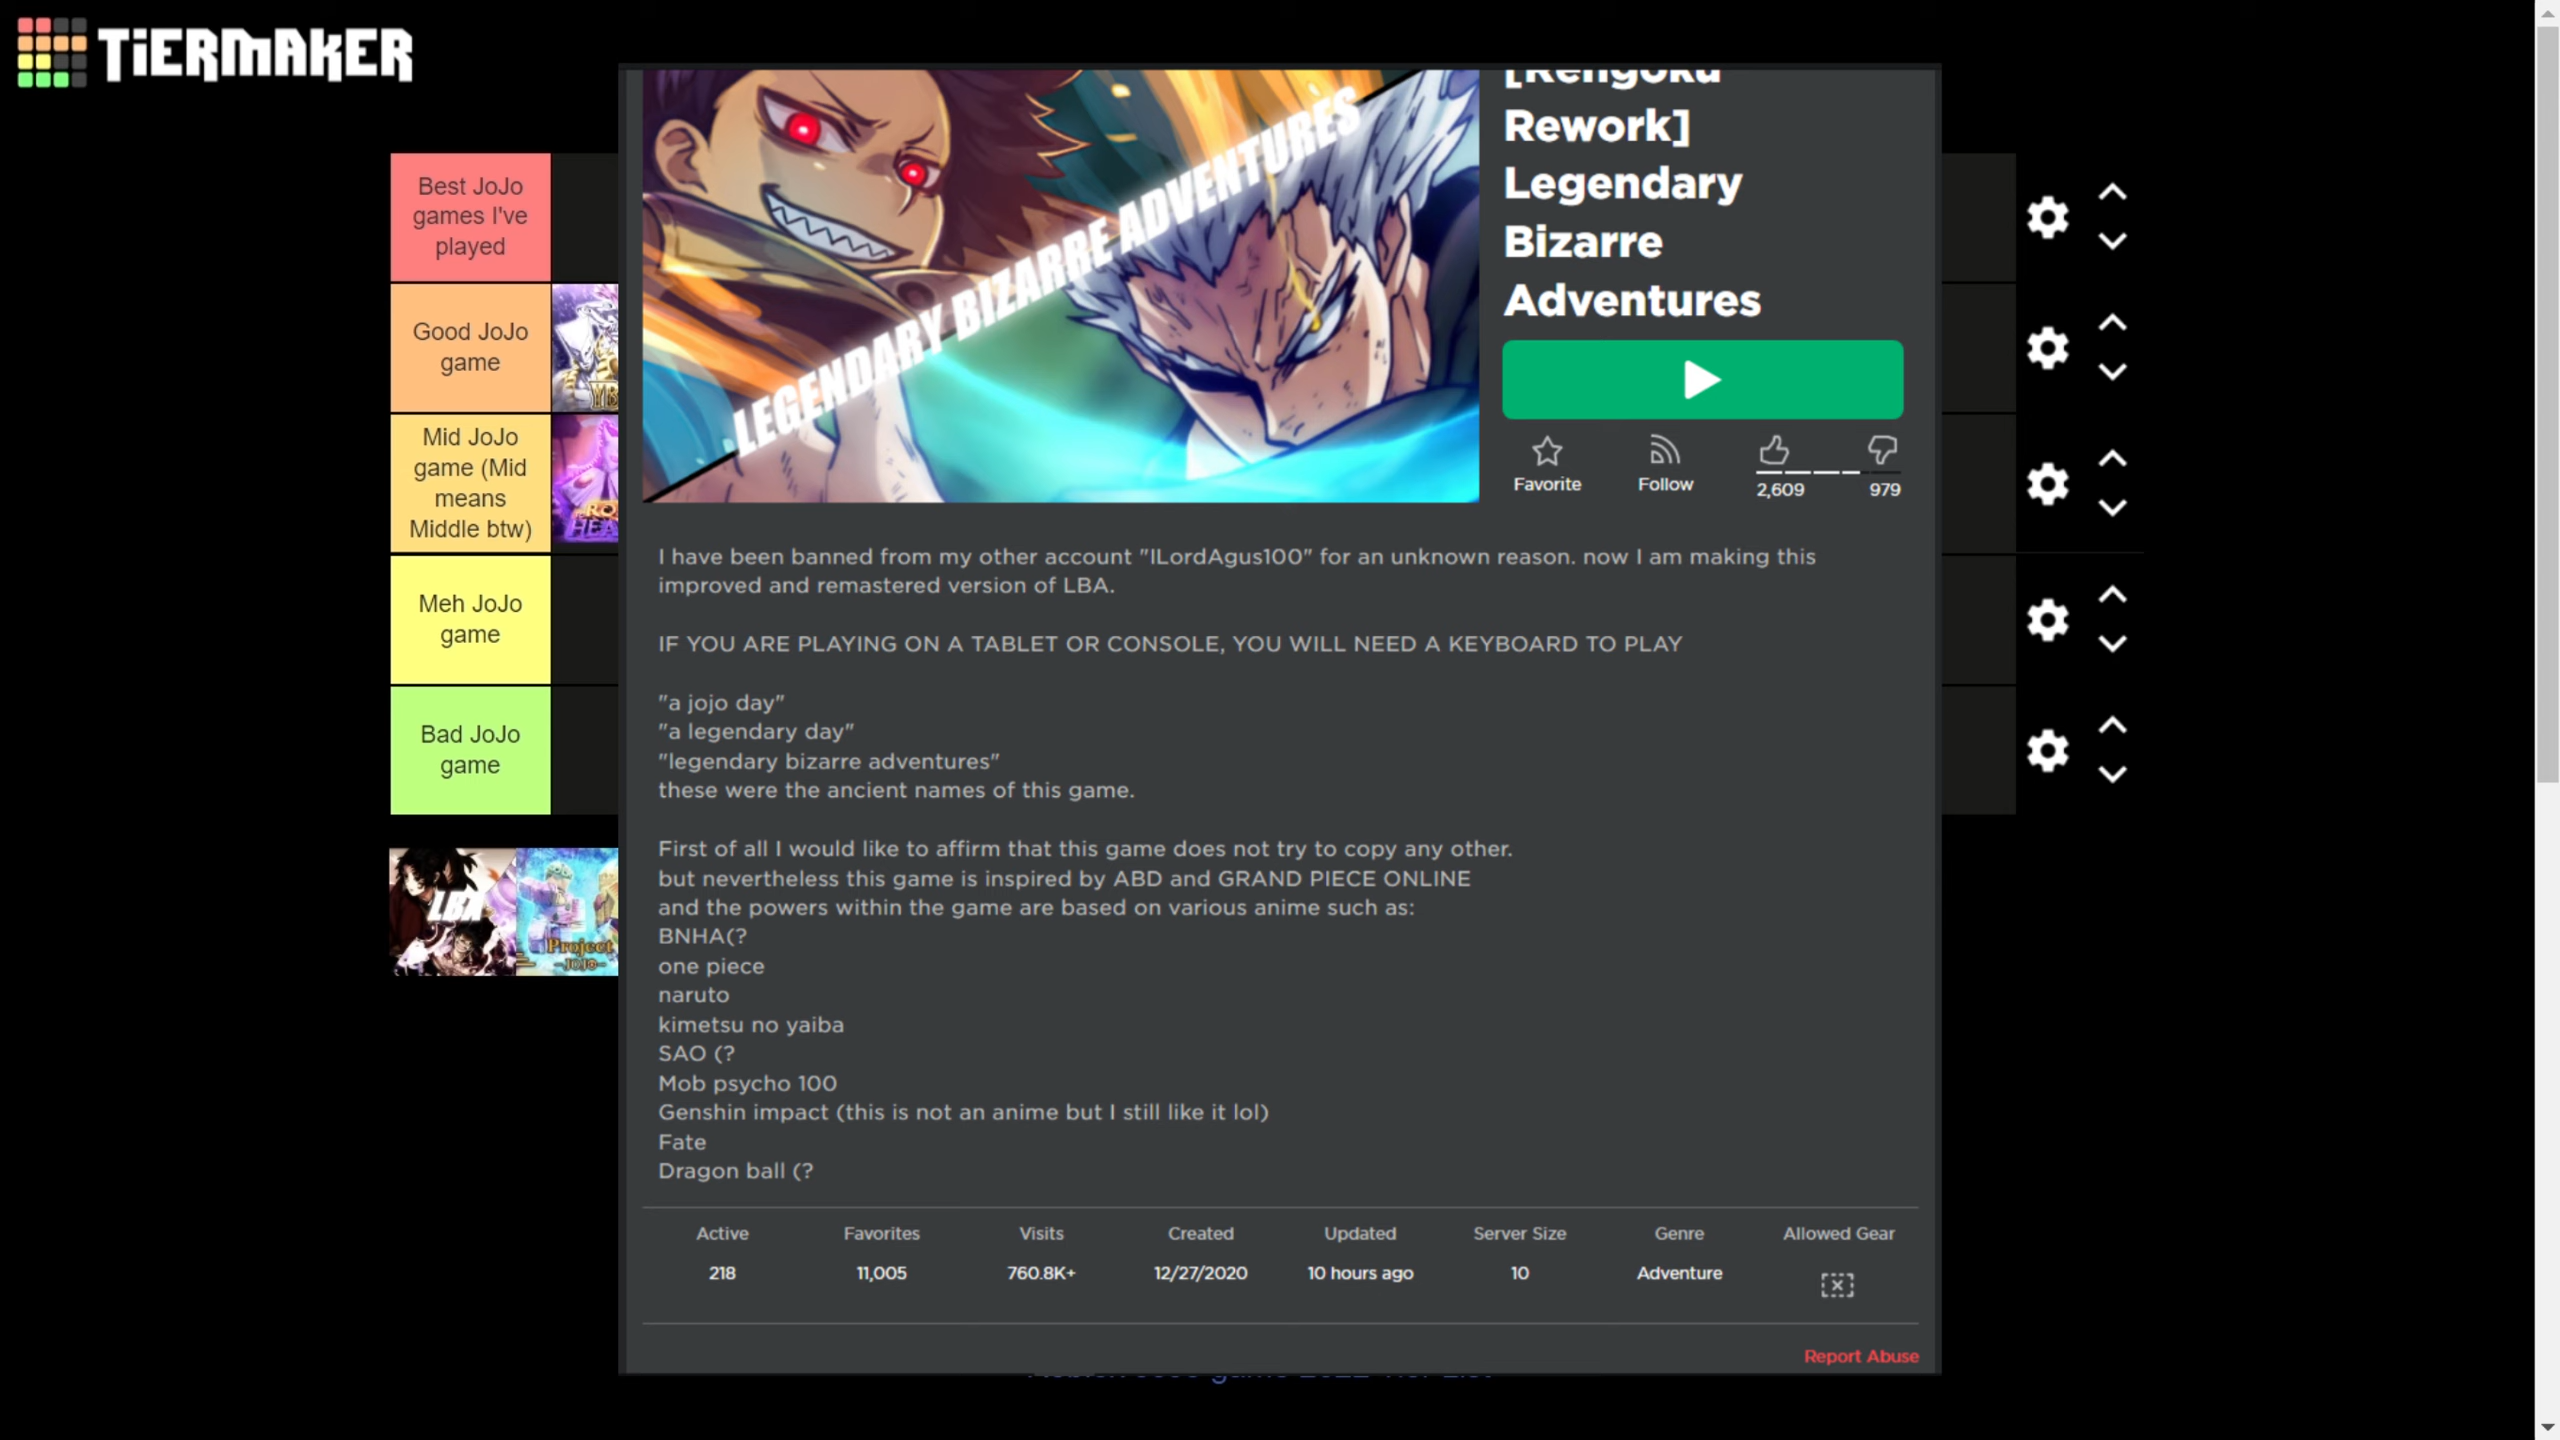 TiERMAKER
Best JoJo
games I've
played
Good JoJo
game
Mid JoJo
game (Mid
means
Middle btw)
Meh JoJo
game
Bad JoJo
game
LBA
Project
-JOJO-
LEGENDARY BIZARRE ADVENTURES
[Rengoku
Rework]
Legendary
Bizarre
Adventures
Favorite
Follow
2,609
979
I have been banned from my other account "ILordAgus100" for an unknown reason. now I am making this
improved and remastered version of LBA.
IF YOU ARE PLAYING ON A TABLET OR CONSOLE, YOU WILL NEED A KEYBOARD TO PLAY
"a jojo day"
"a legendary day"
"legendary bizarre adventures"
these were the ancient names of this game.
First of all I would like to affirm that this game does not try to copy any other.
but nevertheless this game is inspired by ABD and GRAND PIECE ONLINE
and the powers within the game are based on various anime such as:
BNHA(?
one piece
naruto
kimetsu no yaiba
SAO (?
Mob psycho 100
Genshin impact (this is not an anime but I still like it lol)
Fate
Dragon ball (?
Active Favorites Visits Created Updated Server Size Genre Allowed Gear
218 11,005 760.8K+ 12/27/2020 10 hours ago 10 Adventure
Report Abuse